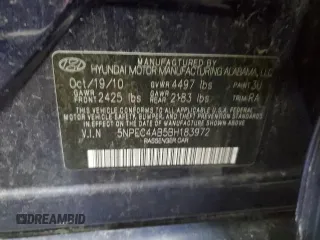 MANUFACTURED BY
HYUNDAI MOTOR MANUFACTURING ALABAMA, LLC
Oct/19/10 GVWR 4497 lbs PAINT: 3U
GAWR FRONT 2425 lbs GAWR REAR 2183 lbs TRIM: RA
THIS VEHICLE CONFORMS TO ALL APPLICABLE U.S. FEDERAL
MOTOR VEHICLE SAFETY, BUMPER, AND THEFT PREVENTION
STANDARDS IN EFFECT ON THE DATE OF MANUFACTURE SHOWN
ABOVE.
V.I.N 5NPEC4AB5BH183972
PASSENGER CAR
DREAMBID